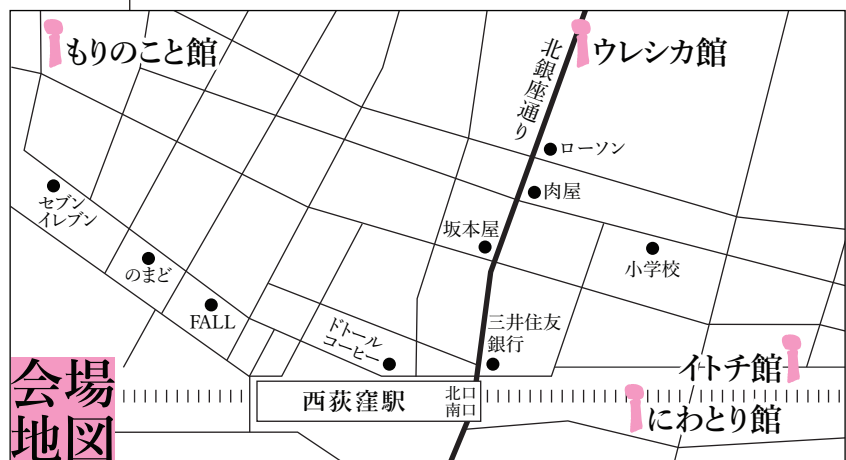 もりのこと館
北銀座通り
ウレシカ館
ローソン
肉屋
セブン
イレブン
坂本屋
小学校
のまど
FALL
ドトール
コーヒー
三井住友
銀行
イトチ館
会場
地図
西荻窪駅
北口
南口
にわとり館